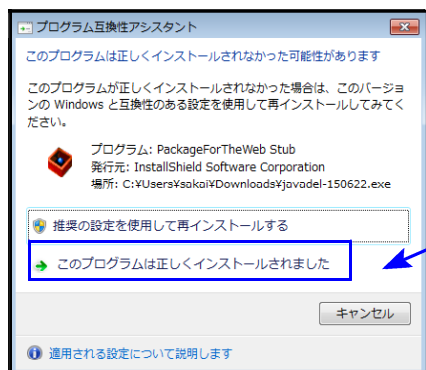 プログラム互換性アシスタント
このプログラムは正しくインストールされなかった可能性があります
このプログラムが正しくインストールされなかった場合は、このバージョ
ンの Windows と互換性のある設定を使用して再インストールしてみてく
ださい。
プログラム: PackageForTheWeb Stub
発行元: InstallShield Software Corporation
場所: C:¥Users¥sakai¥Downloads¥javadel-150622.exe
推奨の設定を使用して再インストールする
このプログラムは正しくインストールされました
キャンセル
適用される設定について説明します